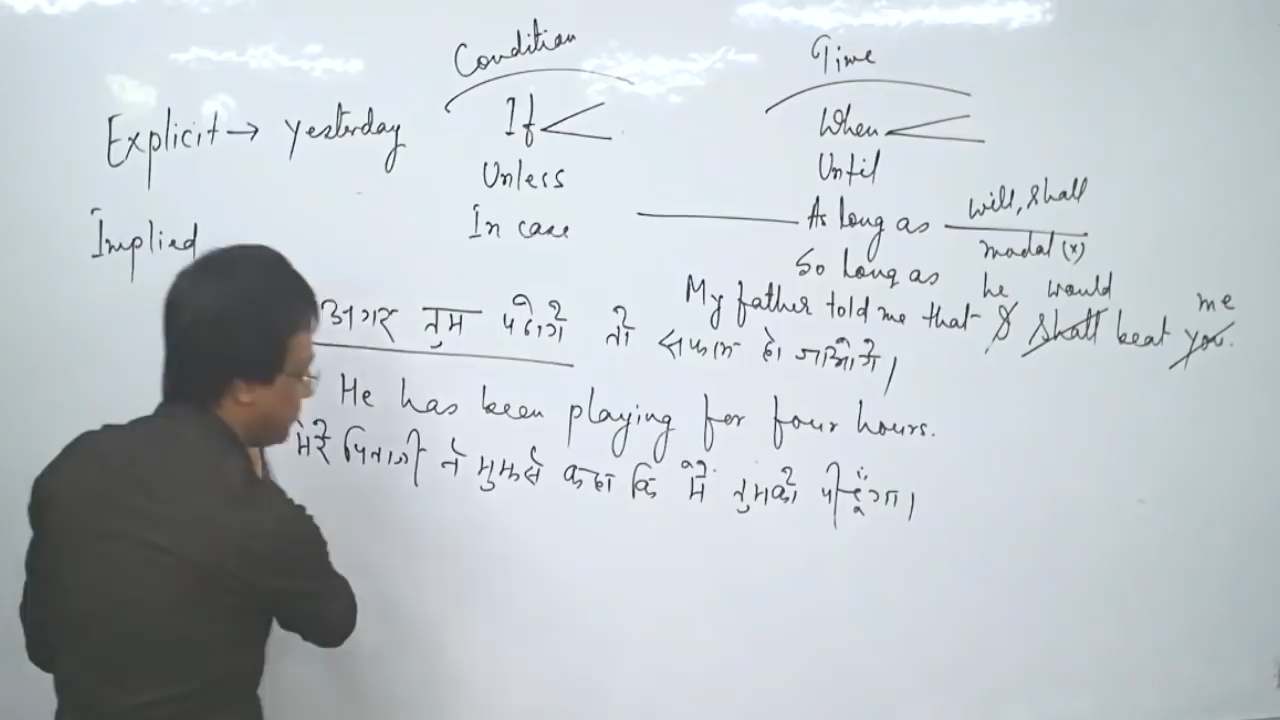 Condition Time
Explicit → yesterday If When
Unless Until
Implied In case As long as will, shall
modal (x)
So long as he would me
My father told me that I shall beat you.
अगर तुम पढोगे तो सफल हो जाओगे।
He has been playing for four hours.
मेरे पिताजी ने मुझसे कहा कि मैं तुमको पीटूंगा।